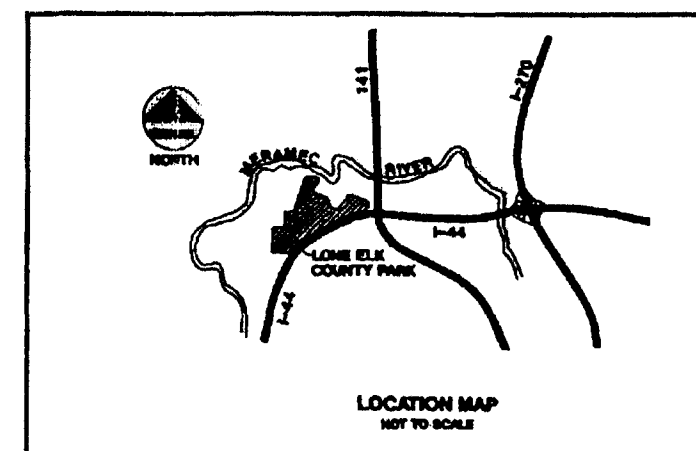 141
I-270
NORTH
MERAMEC RIVER
I-44
LONE ELK
COUNTY PARK
I-44
LOCATION MAP
NOT TO SCALE